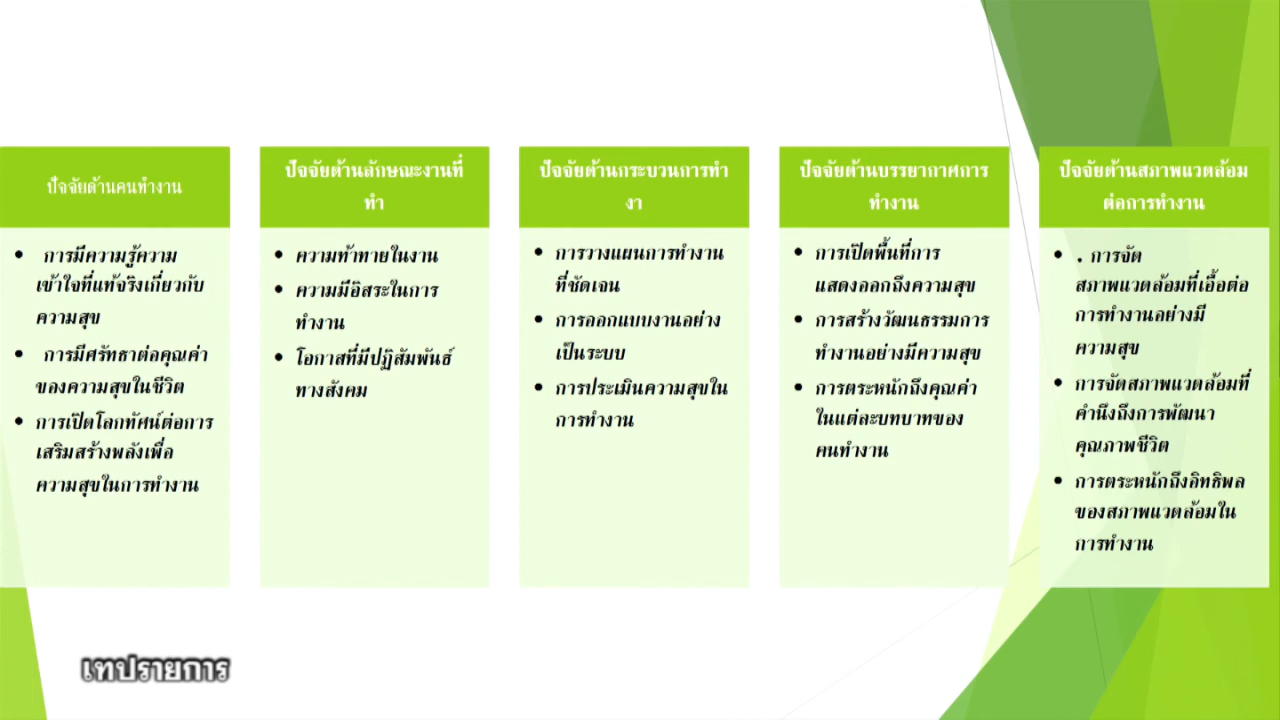 ปัจจัยด้านคนทำงาน
• การมีความรู้ความ
เข้าใจที่แท้จริงเกี่ยวกับ
ความสุข
• การมีศรัทธาต่อคุณค่า
ของความสุขในชีวิต
• การเปิดโลกทัศน์ต่อการ
เสริมสร้างพลังเพื่อ
ความสุขในการทำงาน
ปัจจัยด้านลักษณะงานที่
ทำ
• ความท้าทายในงาน
• ความมีอิสระในการ
ทำงาน
• โอกาสที่มีปฏิสัมพันธ์
ทางสังคม
ปัจจัยด้านกระบวนการทำ
งา
• การวางแผนการทำงาน
ที่ชัดเจน
• การออกแบบงานอย่าง
เป็นระบบ
• การประเมินความสุขใน
การทำงาน
ปัจจัยด้านบรรยากาศการ
ทำงาน
• การเปิดพื้นที่การ
แสดงออกถึงความสุข
• การสร้างวัฒนธรรมการ
ทำงานอย่างมีความสุข
• การตระหนักถึงคุณค่า
ในแต่ละบทบาทของ
คนทำงาน
ปัจจัยด้านสภาพแวดล้อม
ต่อการทำงาน
• . การจัด
สภาพแวดล้อมที่เอื้อต่อ
การทำงานอย่างมี
ความสุข
• การจัดสภาพแวดล้อมที่
คำนึงถึงการพัฒนา
คุณภาพชีวิต
• การตระหนักถึงอิทธิพล
ของสภาพแวดล้อมใน
การทำงาน
เทปรายการ